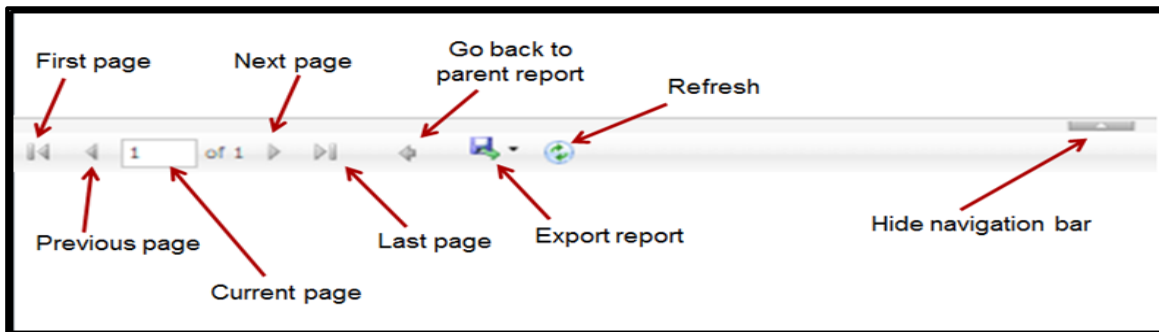 Go back to
First page
Next page
parent report
Refresh
1 of 1
Previous page
Last page
Export report
Hide navigation bar
Current page